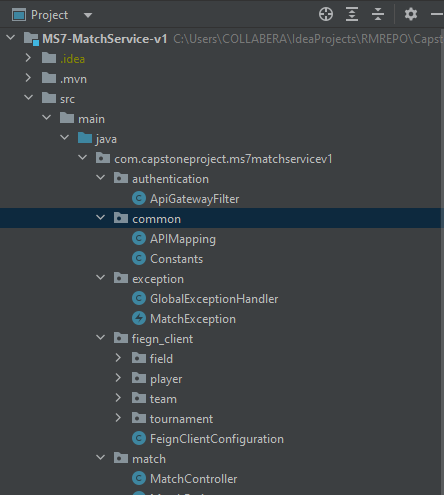 Project
MS7-MatchService-v1 C:\Users\COLLABERA\IdeaProjects\RMREPO\Caps
.idea
.mvn
src
main
java
com.capstoneproject.ms7matchservicev1
authentication
ApiGatewayFilter
common
APIMapping
Constants
exception
GlobalExceptionHandler
MatchException
fiegn_client
field
player
team
tournament
FeignClientConfiguration
match
MatchController